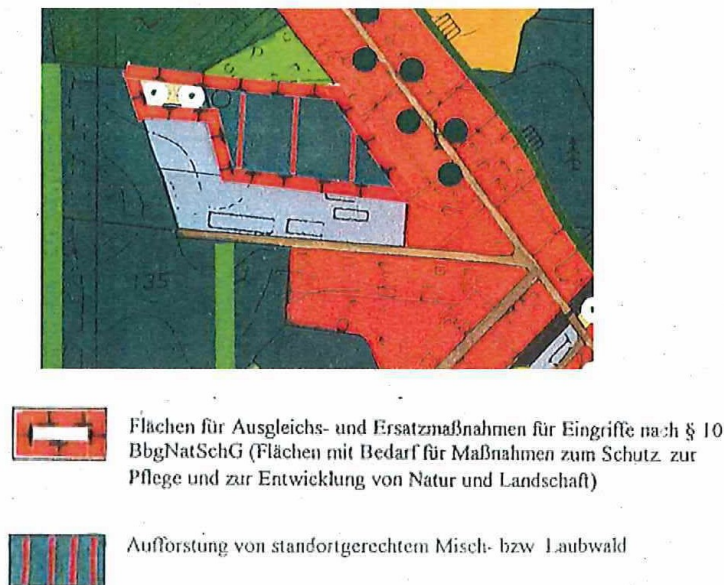 135
Flächen für Ausgleichs- und Ersatzmaßnahmen für Eingriffe nach § 10
BbgNatSchG (Flächen mit Bedarf für Maßnahmen zum Schutz zur
Pflege und zur Entwicklung von Natur und Landschaft)
Aufforstung von standortgerechtem Misch- bzw Laubwald